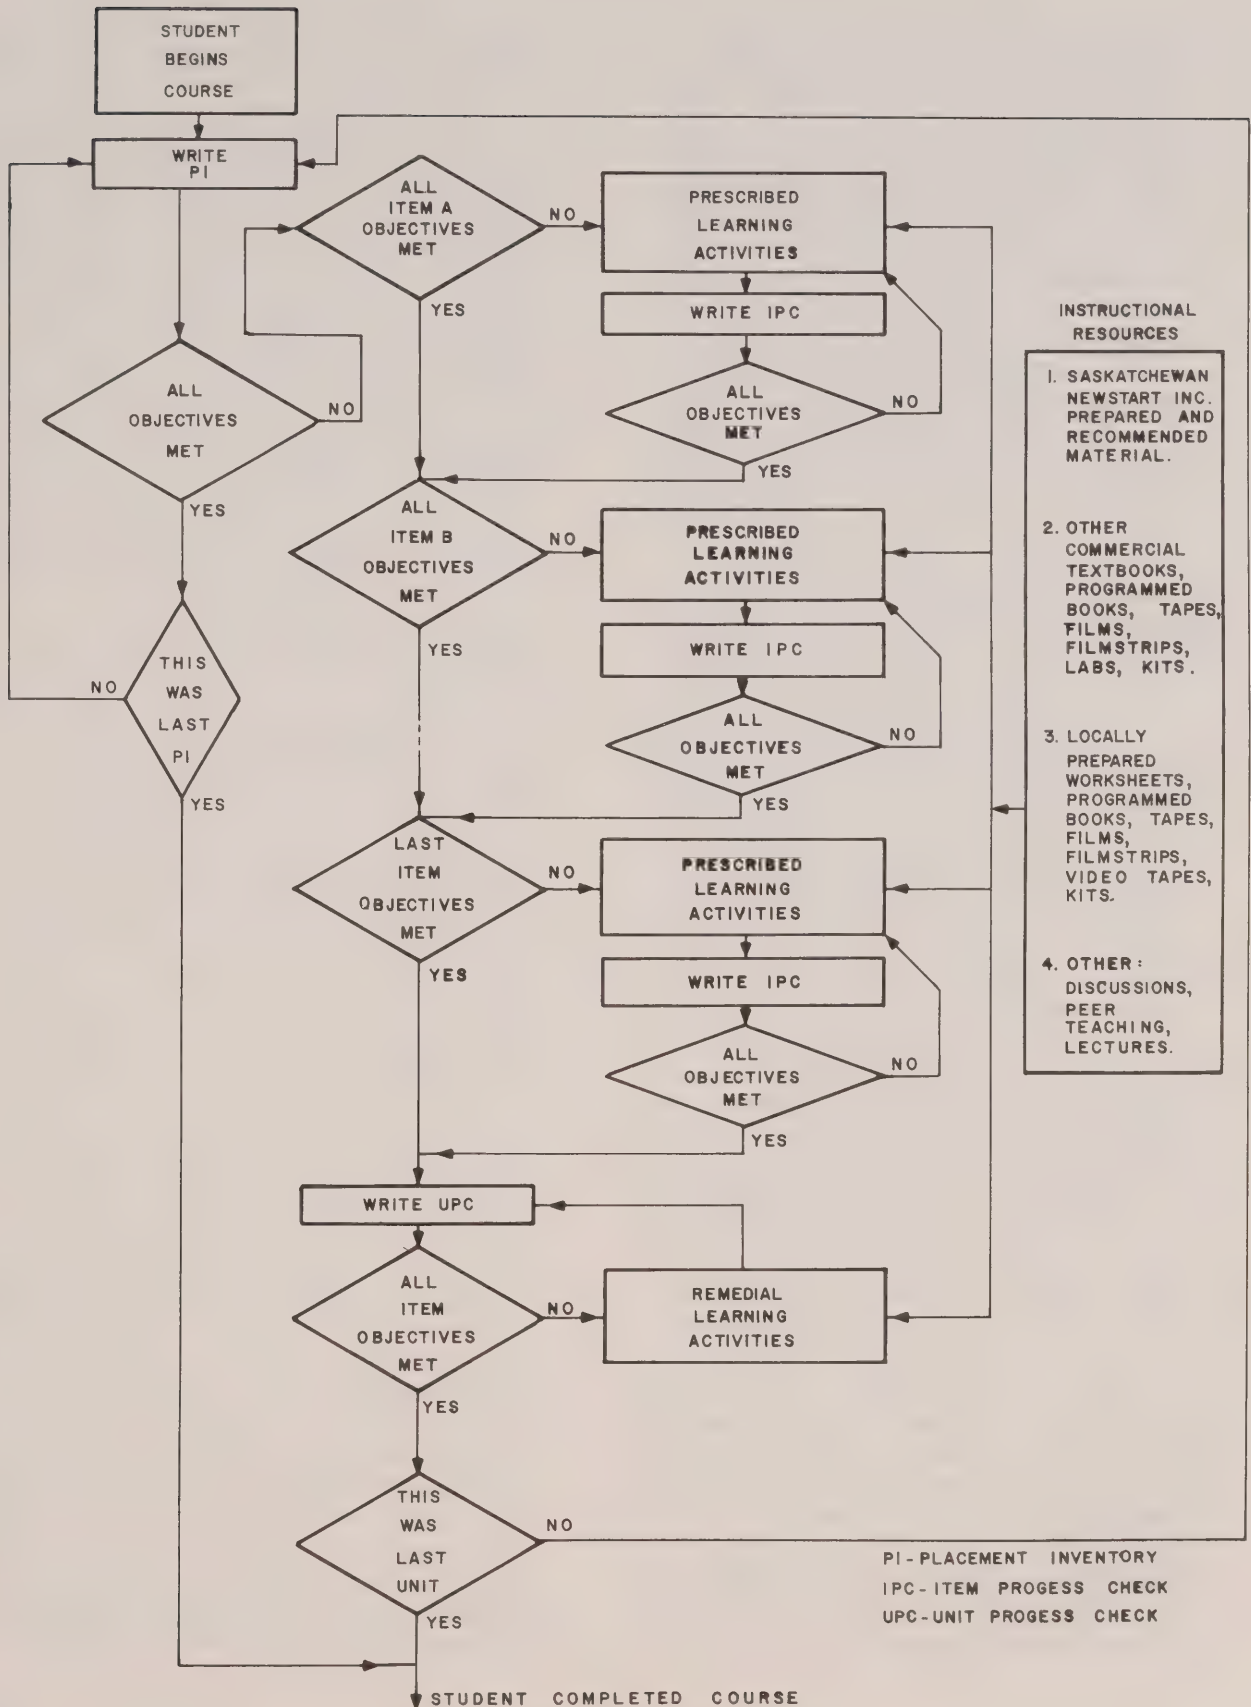 STUDENT
BEGINS
COURSE
WRITE
PI
ALL
OBJECTIVES
MET
NO
YES
THIS
WAS
LAST
PI
NO
YES
ALL
ITEM A
OBJECTIVES
MET
NO
YES
PRESCRIBED
LEARNING
ACTIVITIES
WRITE IPC
ALL
OBJECTIVES
MET
NO
YES
ALL
ITEM B
OBJECTIVES
MET
NO
YES
PRESCRIBED
LEARNING
ACTIVITIES
WRITE IPC
ALL
OBJECTIVES
MET
NO
YES
LAST
ITEM
OBJECTIVES
MET
NO
YES
PRESCRIBED
LEARNING
ACTIVITIES
WRITE IPC
ALL
OBJECTIVES
MET
NO
YES
WRITE UPC
ALL
ITEM
OBJECTIVES
MET
NO
YES
REMEDIAL
LEARNING
ACTIVITIES
THIS
WAS
LAST
UNIT
NO
YES
STUDENT COMPLETED COURSE
INSTRUCTIONAL
RESOURCES
1. SASKATCHEWAN
NEWSTART INC.
PREPARED AND
RECOMMENDED
MATERIAL.
2. OTHER
COMMERCIAL
TEXTBOOKS,
PROGRAMMED
BOOKS, TAPES,
FILMS,
FILMSTRIPS,
LABS, KITS.
3. LOCALLY
PREPARED
WORKSHEETS,
PROGRAMMED
BOOKS, TAPES,
FILMS,
FILMSTRIPS,
VIDEO TAPES,
KITS.
4. OTHER:
DISCUSSIONS,
PEER
TEACHING,
LECTURES.
PI-PLACEMENT INVENTORY
IPC-ITEM PROGESS CHECK
UPC-UNIT PROGESS CHECK